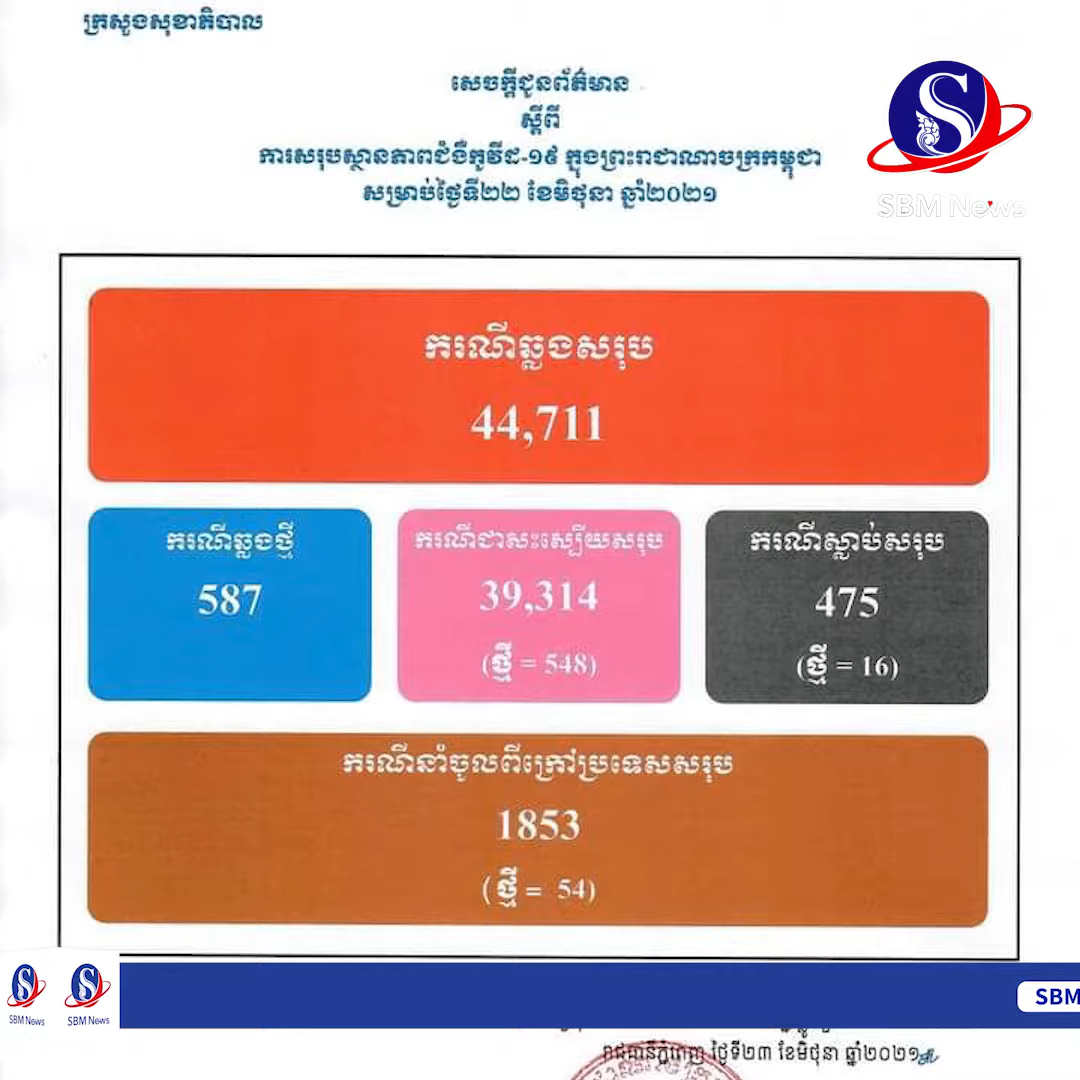 ក្រសួងសុខាភិបាល
សេចក្តីជូនព័ត៌មាន
ស្តីពី
ការសរុបស្ថានភាពជំងឺកូវីដ-១៩ ក្នុងព្រះរាជាណាចក្រកម្ពុជា
សម្រាប់ថ្ងៃទី២២ ខែមិថុនា ឆ្នាំ២០២១
SBM News
ករណីឆ្លងសរុប
44,711
ករណីឆ្លងថ្មី
587
ករណីជាសះស្បើយសរុប
39,314
(ថ្មី = 548)
ករណីស្លាប់សរុប
475
(ថ្មី = 16)
ករណីនាំចូលពីក្រៅប្រទេសសរុប
1853
(ថ្មី = 54)
SBM News
SBM News
SBM
រាជធានីភ្នំពេញ ថ្ងៃទី២៣ ខែមិថុនា ឆ្នាំ២០២១